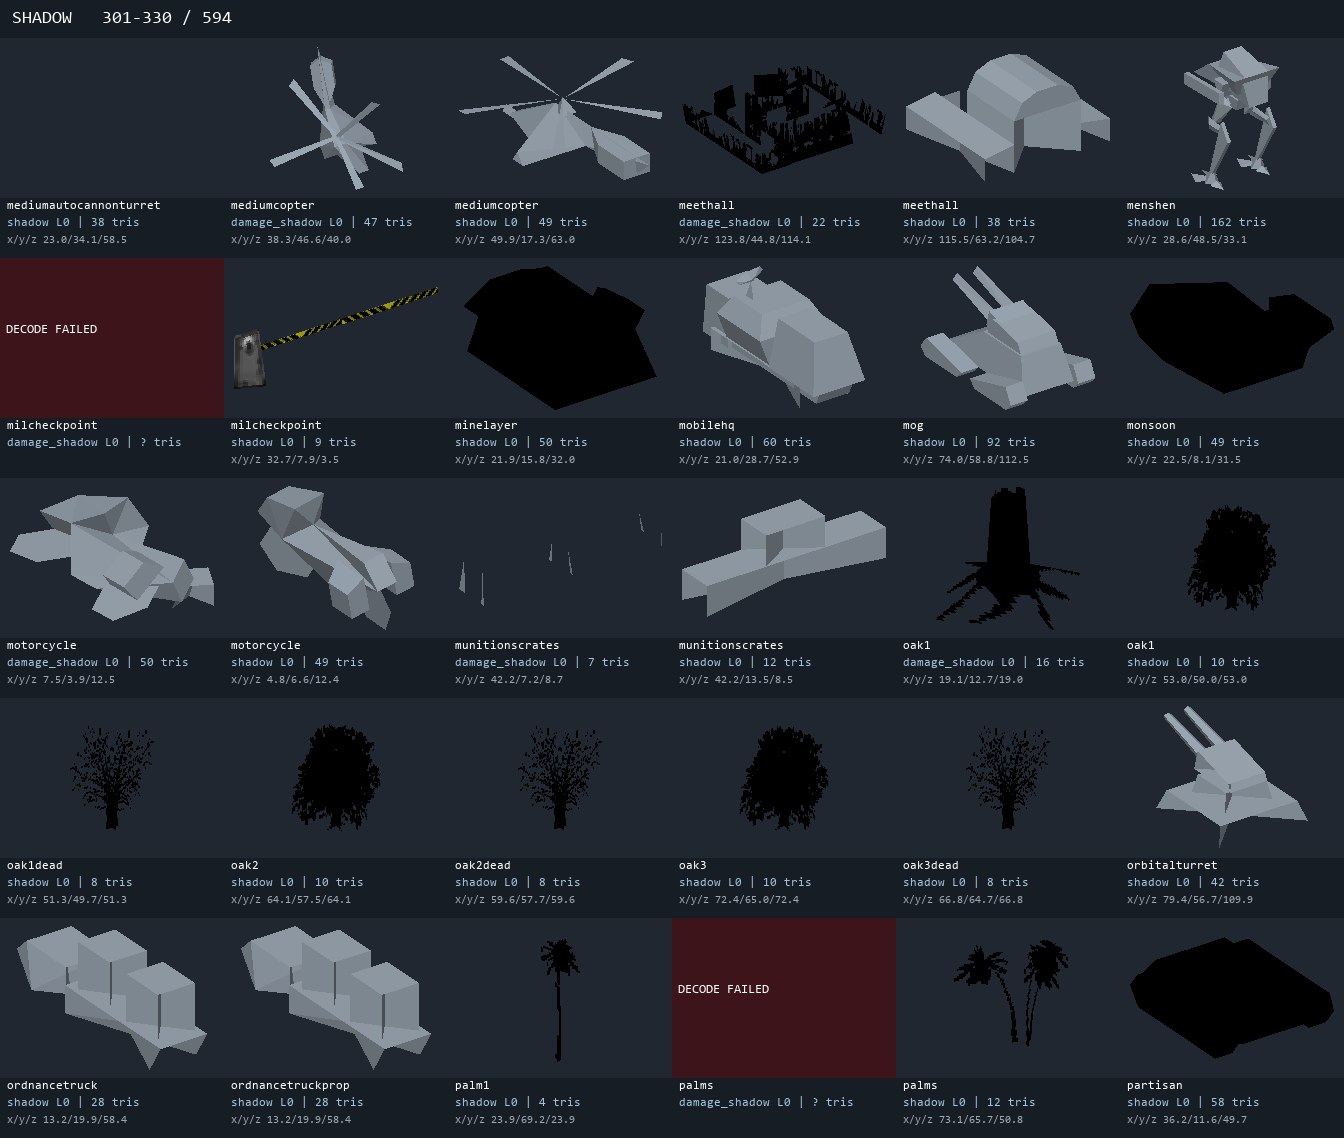 SHADOW 301-330 / 594
mediumautocannonturret
shadow L0 | 38 tris
x/y/z 23.0/34.1/58.5
mediumcopter
damage_shadow L0 | 47 tris
x/y/z 38.3/46.6/40.0
mediumcopter
shadow L0 | 49 tris
x/y/z 49.9/17.3/63.0
meethall
damage_shadow L0 | 22 tris
x/y/z 123.8/44.8/114.1
meethall
shadow L0 | 38 tris
x/y/z 115.5/63.2/104.7
menshen
shadow L0 | 162 tris
x/y/z 28.6/48.5/33.1
DECODE FAILED
milcheckpoint
damage_shadow L0 | ? tris
milcheckpoint
shadow L0 | 9 tris
x/y/z 32.7/7.9/3.5
minelayer
shadow L0 | 50 tris
x/y/z 21.9/15.8/32.0
mobilehq
shadow L0 | 60 tris
x/y/z 21.0/28.7/52.9
mog
shadow L0 | 92 tris
x/y/z 74.0/58.8/112.5
monsoon
shadow L0 | 49 tris
x/y/z 22.5/8.1/31.5
motorcycle
damage_shadow L0 | 50 tris
x/y/z 7.5/3.9/12.5
motorcycle
shadow L0 | 49 tris
x/y/z 4.8/6.6/12.4
munitionscrates
damage_shadow L0 | 7 tris
x/y/z 42.2/7.2/8.7
munitionscrates
shadow L0 | 12 tris
x/y/z 42.2/13.5/8.5
oak1
damage_shadow L0 | 16 tris
x/y/z 19.1/12.7/19.0
oak1
shadow L0 | 10 tris
x/y/z 53.0/50.0/53.0
oak1dead
shadow L0 | 8 tris
x/y/z 51.3/49.7/51.3
oak2
shadow L0 | 10 tris
x/y/z 64.1/57.5/64.1
oak2dead
shadow L0 | 8 tris
x/y/z 59.6/57.7/59.6
oak3
shadow L0 | 10 tris
x/y/z 72.4/65.0/72.4
oak3dead
shadow L0 | 8 tris
x/y/z 66.8/64.7/66.8
orbitalturret
shadow L0 | 42 tris
x/y/z 79.4/56.7/109.9
ordnancetruck
shadow L0 | 28 tris
x/y/z 13.2/19.9/58.4
ordnancetruckprop
shadow L0 | 28 tris
x/y/z 13.2/19.9/58.4
palm1
shadow L0 | 4 tris
x/y/z 23.9/69.2/23.9
DECODE FAILED
palms
damage_shadow L0 | ? tris
palms
shadow L0 | 12 tris
x/y/z 73.1/65.7/50.8
partisan
shadow L0 | 58 tris
x/y/z 36.2/11.6/49.7